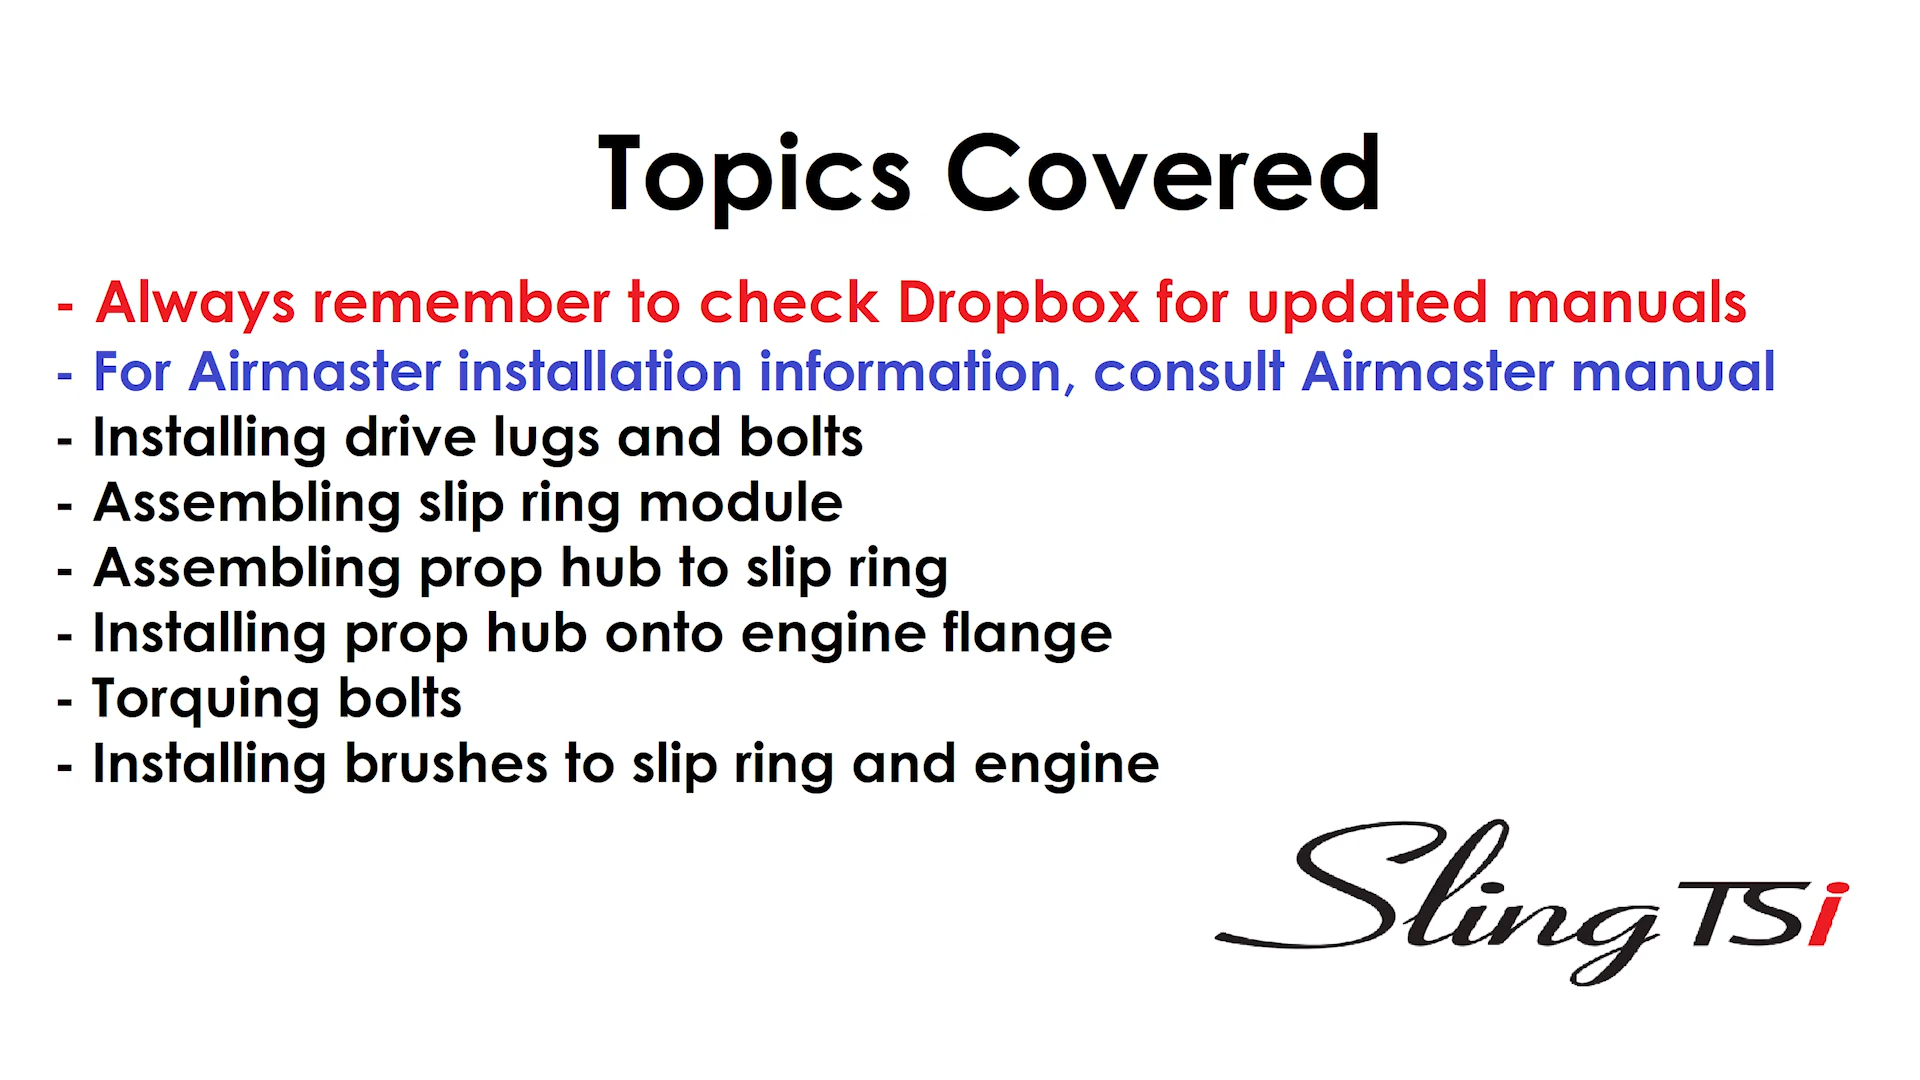 Topics Covered
- Always remember to check Dropbox for updated manuals
- For Airmaster installation information, consult Airmaster manual
- Installing drive lugs and bolts
- Assembling slip ring module
- Assembling prop hub to slip ring
- Installing prop hub onto engine flange
- Torquing bolts
- Installing brushes to slip ring and engine
Sling TSi